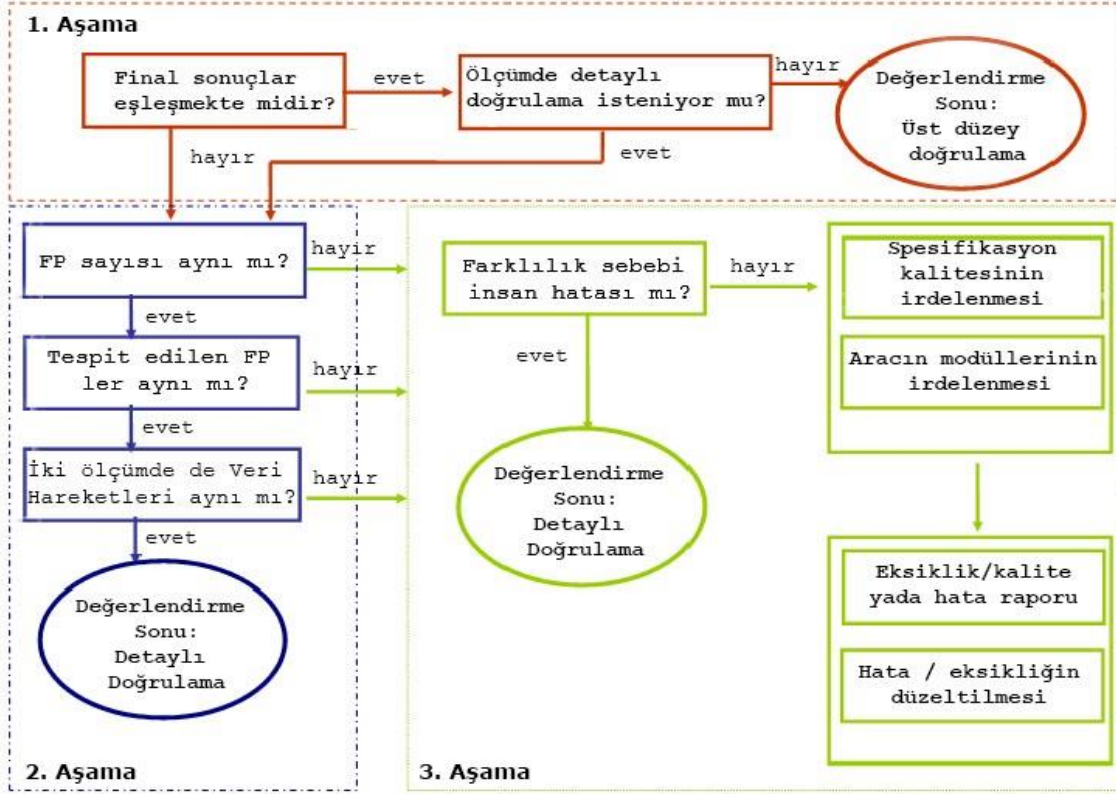 1. Aşama
Final sonuçlar
eşleşmekte midir?
evet
Ölçümde detaylı
doğrulama isteniyor mu?
hayır
Değerlendirme
Sonu:
Üst düzey
doğrulama
hayır
evet
FP sayısı aynı mı?
hayır
evet
Tespit edilen FP
ler aynı mı?
hayır
evet
İki ölçümde de Veri
Hareketleri aynı mı?
hayır
evet
Değerlendirme
Sonu:
Detaylı
Doğrulama
2. Aşama
Farklılık sebebi
insan hatası mı?
hayır
evet
Değerlendirme
Sonu:
Detaylı
Doğrulama
Spesifikasyon
kalitesinin
irdelenmesi
Aracın modüllerinin
irdelenmesi
Eksiklik/kalite
yada hata raporu
Hata / eksikliğin
düzeltilmesi
3. Aşama